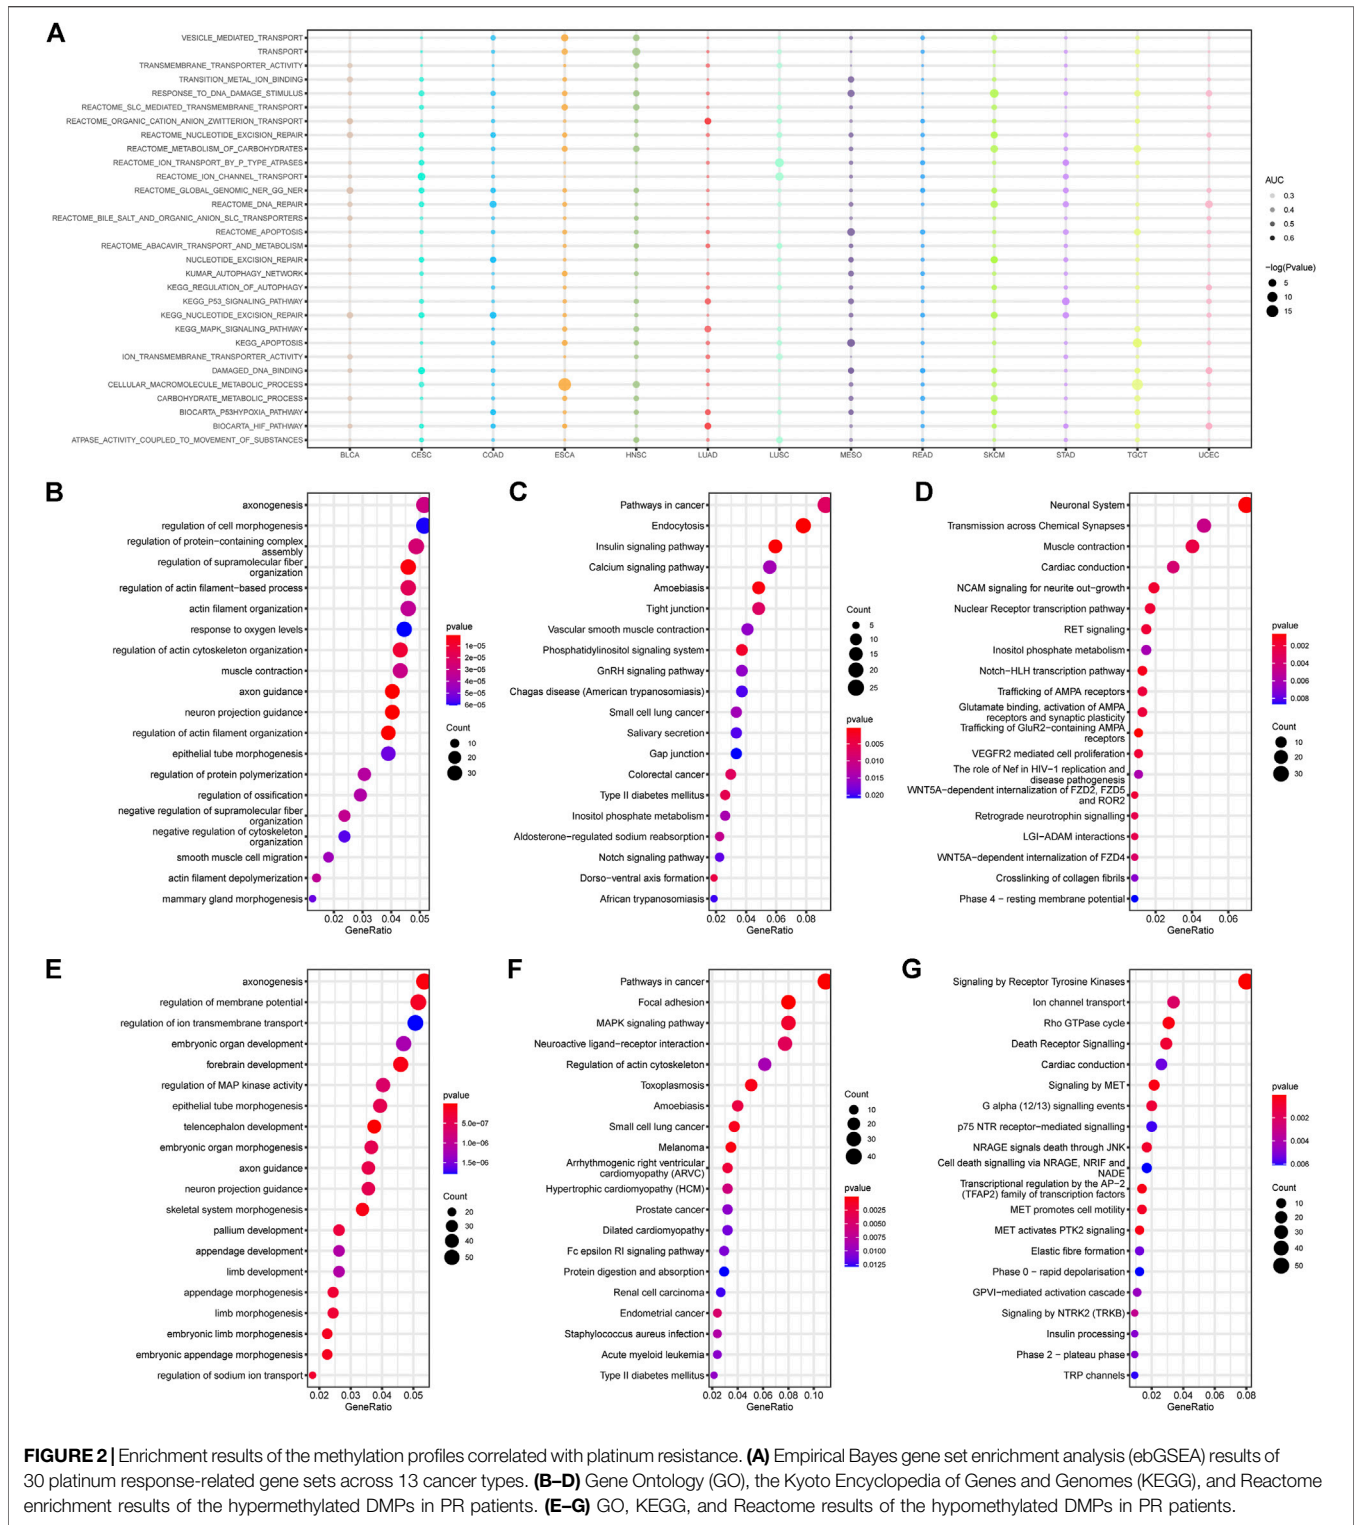 A
VESICLE_MEDIATED_TRANSPORT
TRANSPORT
TRANSMEMBRANE_TRANSPORTER_ACTIVITY
TRANSITION_METAL_ION_BINDING
RESPONSE_TO_DNA_DAMAGE_STIMULUS
REACTOME_SLC_MEDIATED_TRANSMEMBRANE_TRANSPORT
REACTOME_ORGANIC_CATION_ANION_ZWITTERION_TRANSPORT
REACTOME_NUCLEOTIDE_EXCISION_REPAIR
REACTOME_METABOLISM_OF_CARBOHYDRATES
REACTOME_ION_TRANSPORT_BY_P_TYPE_ATPASES
REACTOME_ION_CHANNEL_TRANSPORT
REACTOME_GLOBAL_GENOMIC_NER_GG_NER
REACTOME_DNA_REPAIR
REACTOME_BILE_SALT_AND_ORGANIC_ANION_SLC_TRANSPORTERS
REACTOME_APOPTOSIS
REACTOME_ABACAVIR_TRANSPORT_AND_METABOLISM
NUCLEOTIDE_EXCISION_REPAIR
KUMAR_AUTOPHAGY_NETWORK
KEGG_REGULATION_OF_AUTOPHAGY
KEGG_P53_SIGNALING_PATHWAY
KEGG_NUCLEOTIDE_EXCISION_REPAIR
KEGG_MAPK_SIGNALING_PATHWAY
KEGG_APOPTOSIS
ION_TRANSMEMBRANE_TRANSPORTER_ACTIVITY
DAMAGED_DNA_BINDING
CELLULAR_MACROMOLECULE_METABOLIC_PROCESS
CARBOHYDRATE_METABOLIC_PROCESS
BIOCARTA_P53HYPOXIA_PATHWAY
BIOCARTA_HIF_PATHWAY
ATPASE_ACTIVITY_COUPLED_TO_MOVEMENT_OF_SUBSTANCES
BLCA CESC COAD ESCA HNSC LUAD LUSC MESO READ SKCM STAD TGCT UCEC
AUC
0.3
0.4
0.5
0.6
−log(Pvalue)
5
10
15
B
axonogenesis
regulation of cell morphogenesis
regulation of protein−containing complex
assembly
regulation of supramolecular fiber
organization
regulation of actin filament−based process
actin filament organization
response to oxygen levels
regulation of actin cytoskeleton organization
muscle contraction
axon guidance
neuron projection guidance
regulation of actin filament organization
epithelial tube morphogenesis
regulation of protein polymerization
regulation of ossification
negative regulation of supramolecular fiber
organization
negative regulation of cytoskeleton
organization
smooth muscle cell migration
actin filament depolymerization
mammary gland morphogenesis
0.02 0.03 0.04 0.05
GeneRatio
pvalue
1e−05
2e−05
3e−05
4e−05
5e−05
6e−05
Count
10
20
30
C
Pathways in cancer
Endocytosis
Insulin signaling pathway
Calcium signaling pathway
Amoebiasis
Tight junction
Vascular smooth muscle contraction
Phosphatidylinositol signaling system
GnRH signaling pathway
Chagas disease (American trypanosomiasis)
Small cell lung cancer
Salivary secretion
Gap junction
Colorectal cancer
Type II diabetes mellitus
Inositol phosphate metabolism
Aldosterone−regulated sodium reabsorption
Notch signaling pathway
Dorso−ventral axis formation
African trypanosomiasis
0.02 0.04 0.06 0.08
GeneRatio
Count
5
10
15
20
25
pvalue
0.005
0.010
0.015
0.020
D
Neuronal System
Transmission across Chemical Synapses
Muscle contraction
Cardiac conduction
NCAM signaling for neurite out−growth
Nuclear Receptor transcription pathway
RET signaling
Inositol phosphate metabolism
Notch−HLH transcription pathway
Trafficking of AMPA receptors
Glutamate binding, activation of AMPA
receptors and synaptic plasticity
Trafficking of GluR2−containing AMPA
receptors
VEGFR2 mediated cell proliferation
The role of Nef in HIV−1 replication and
disease pathogenesis
WNT5A−dependent internalization of FZD2, FZD5
and ROR2
Retrograde neurotrophin signalling
LGI−ADAM interactions
WNT5A−dependent internalization of FZD4
Crosslinking of collagen fibrils
Phase 4 − resting membrane potential
0.02 0.04 0.06
GeneRatio
pvalue
0.002
0.004
0.006
0.008
Count
10
20
30
E
axonogenesis
regulation of membrane potential
regulation of ion transmembrane transport
embryonic organ development
forebrain development
regulation of MAP kinase activity
epithelial tube morphogenesis
telencephalon development
embryonic organ morphogenesis
axon guidance
neuron projection guidance
skeletal system morphogenesis
pallium development
appendage development
limb development
appendage morphogenesis
limb morphogenesis
embryonic limb morphogenesis
embryonic appendage morphogenesis
regulation of sodium ion transport
0.02 0.03 0.04 0.05
GeneRatio
pvalue
5.0e−07
1.0e−06
1.5e−06
Count
20
30
40
50
F
Pathways in cancer
Focal adhesion
MAPK signaling pathway
Neuroactive ligand−receptor interaction
Regulation of actin cytoskeleton
Toxoplasmosis
Amoebiasis
Small cell lung cancer
Melanoma
Arrhythmogenic right ventricular
cardiomyopathy (ARVC)
Hypertrophic cardiomyopathy (HCM)
Prostate cancer
Dilated cardiomyopathy
Fc epsilon RI signaling pathway
Protein digestion and absorption
Renal cell carcinoma
Endometrial cancer
Staphylococcus aureus infection
Acute myeloid leukemia
Type II diabetes mellitus
0.02 0.04 0.06 0.08 0.10
GeneRatio
Count
10
20
30
40
pvalue
0.0025
0.0050
0.0075
0.0100
0.0125
G
Signaling by Receptor Tyrosine Kinases
Ion channel transport
Rho GTPase cycle
Death Receptor Signalling
Cardiac conduction
Signaling by MET
G alpha (12/13) signalling events
p75 NTR receptor−mediated signalling
NRAGE signals death through JNK
Cell death signalling via NRAGE, NRIF and
NADE
Transcriptional regulation by the AP−2
(TFAP2) family of transcription factors
MET promotes cell motility
MET activates PTK2 signaling
Elastic fibre formation
Phase 0 − rapid depolarisation
GPVI−mediated activation cascade
Signaling by NTRK2 (TRKB)
Insulin processing
Phase 2 − plateau phase
TRP channels
0.02 0.04 0.06 0.08
GeneRatio
pvalue
0.002
0.004
0.006
Count
10
20
30
40
50
FIGURE 2 | Enrichment results of the methylation profiles correlated with platinum resistance. (A) Empirical Bayes gene set enrichment analysis (ebGSEA) results of
30 platinum response-related gene sets across 13 cancer types. (B–D) Gene Ontology (GO), the Kyoto Encyclopedia of Genes and Genomes (KEGG), and Reactome
enrichment results of the hypermethylated DMPs in PR patients. (E–G) GO, KEGG, and Reactome results of the hypomethylated DMPs in PR patients.